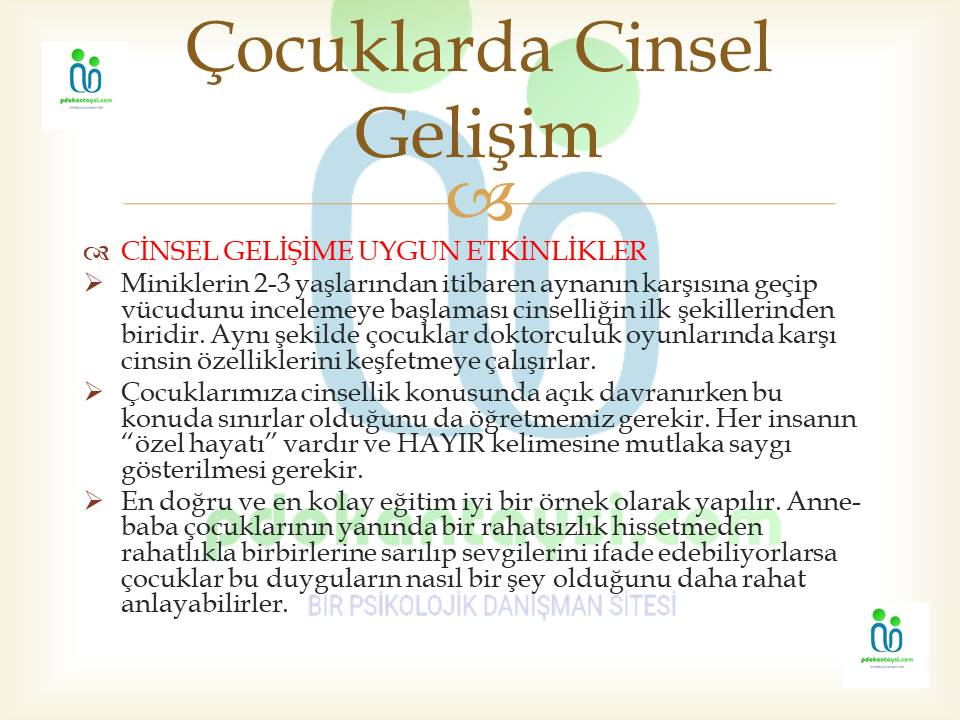 Çocuklarda Cinsel
Gelişim
pdokantaysi.com
CİNSEL GELİŞİME UYGUN ETKİNLİKLER
Miniklerin 2-3 yaşlarından itibaren aynanın karşısına geçip
vücudunu incelemeye başlaması cinselliğin ilk şekillerinden
biridir. Aynı şekilde çocuklar doktorculuk oyunlarında karşı
cinsin özelliklerini keşfetmeye çalışırlar.
Çocuklarımıza cinsellik konusunda açık davranırken bu
konuda sınırlar olduğunu da öğretmemiz gerekir. Her insanın
“özel hayatı” vardır ve HAYIR kelimesine mutlaka saygı
gösterilmesi gerekir.
En doğru ve en kolay eğitim iyi bir örnek olarak yapılır. Anne-
baba çocuklarının yanında bir rahatsızlık hissetmeden
rahatlıkla birbirlerine sarılıp sevgilerini ifade edebiliyorlarsa
çocuklar bu duyguların nasıl bir şey olduğunu daha rahat
anlayabilirler.
pdokantaysi.com
BİR PSİKOLOJİK DANIŞMAN SİTESİ
pdokantaysi.com